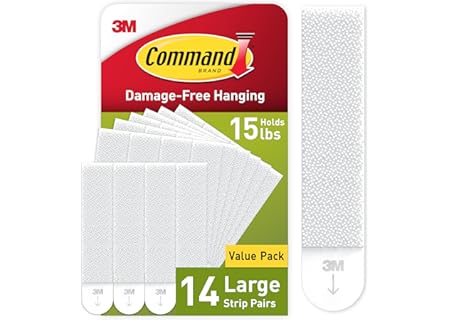 3M
Command
BRAND
Damage-Free Hanging
15 Holds lbs
Value Pack
14 Large Strip Pairs
3M
3M
3M
3M